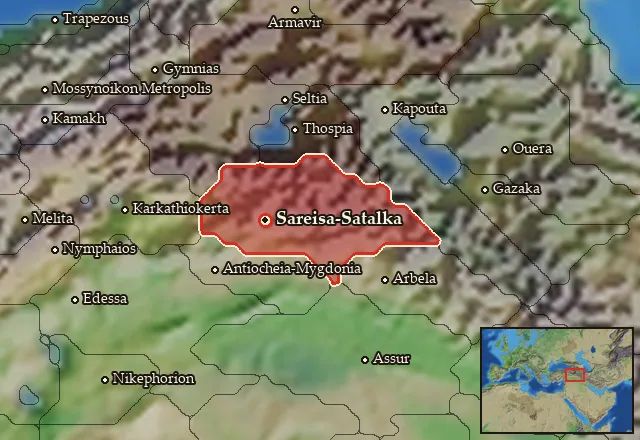 Trapezous
Armavir
Gymnias
Mossynoikon Metropolis
Seltia
Kapouta
Kamakh
Thospia
Ouera
Gazaka
Karkathiokerta
Melita
Sareisa-Satalka
Nymphaios
Antiocheia-Mygdonia
Arbela
Edessa
Assur
Nikephorion